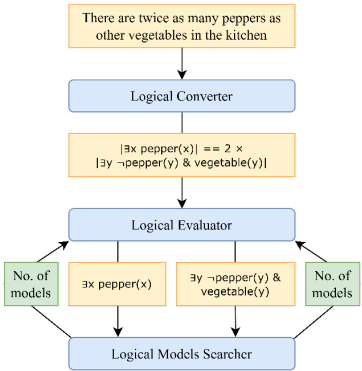 There are twice as many peppers as
other vegetables in the kitchen
Logical Converter
|∃x pepper(x)| == 2 ×
|∃y ¬pepper(y) & vegetable(y)|
Logical Evaluator
No. of
models
∃x pepper(x)
∃y ¬pepper(y) &
vegetable(y)
No. of
models
Logical Models Searcher